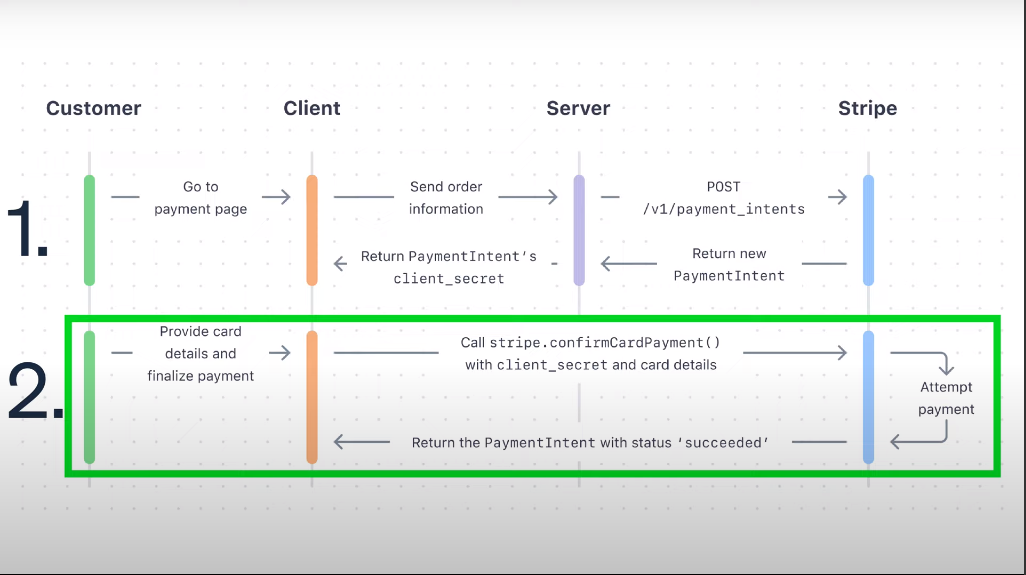 Customer
Client
Server
Stripe
1.
Go to
payment page
Send order
information
POST
/v1/payment_intents
Return PaymentIntent's
client_secret
Return new
PaymentIntent
2.
Provide card
details and
finalize payment
Call stripe.confirmCardPayment()
with client_secret and card details
Attempt
payment
Return the PaymentIntent with status ‘succeeded’